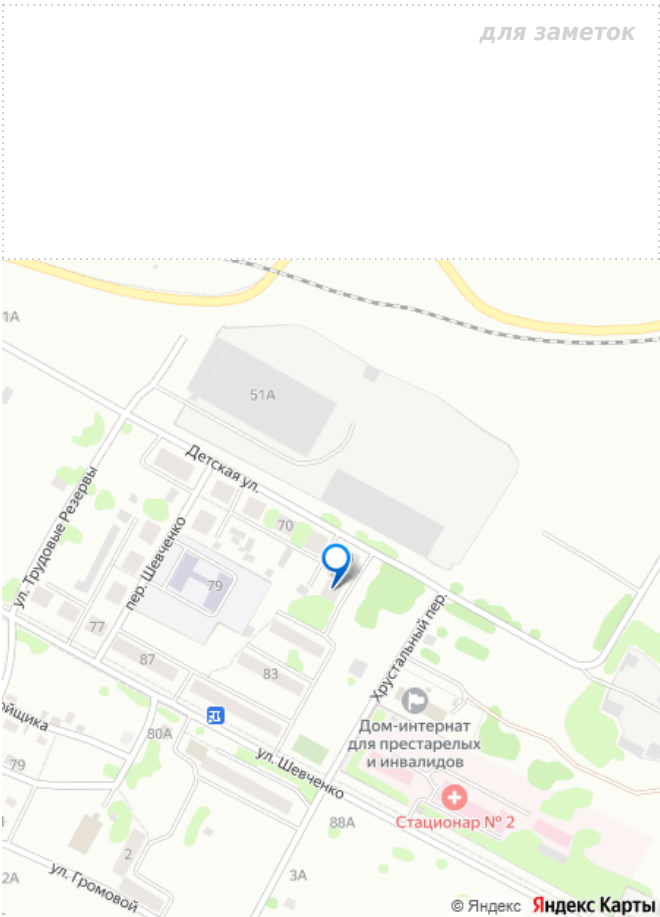 для заметок
1А
51А
Детская ул.
ул. Трудовые Резервы
пер. Шевченко
70
79
77
87
83
Хрустальный пер.
Дом-интернат
для престарелых
и инвалидов
80А
79
ул. Шевченко
Стационар № 2
88А
2
3А
2А
ул. Громовой
© Яндекс Яндекс Карты